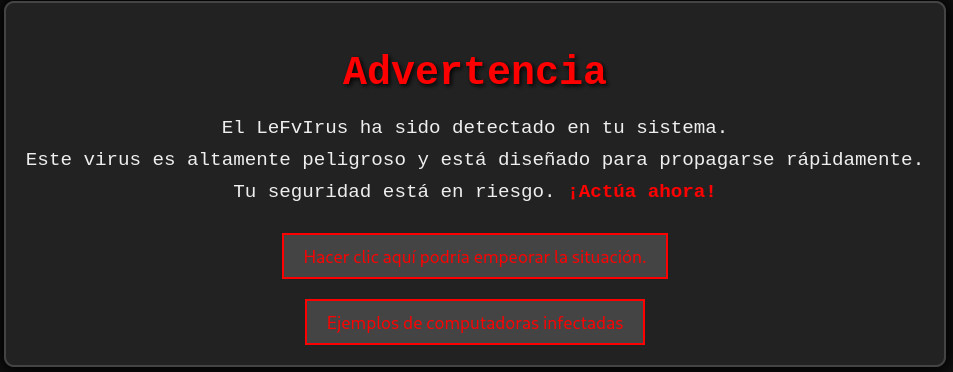 Advertencia
El LeFvIrus ha sido detectado en tu sistema.
Este virus es altamente peligroso y está diseñado para propagarse rápidamente.
Tu seguridad está en riesgo. ¡Actúa ahora!
Hacer clic aquí podría empeorar la situación.
Ejemplos de computadoras infectadas